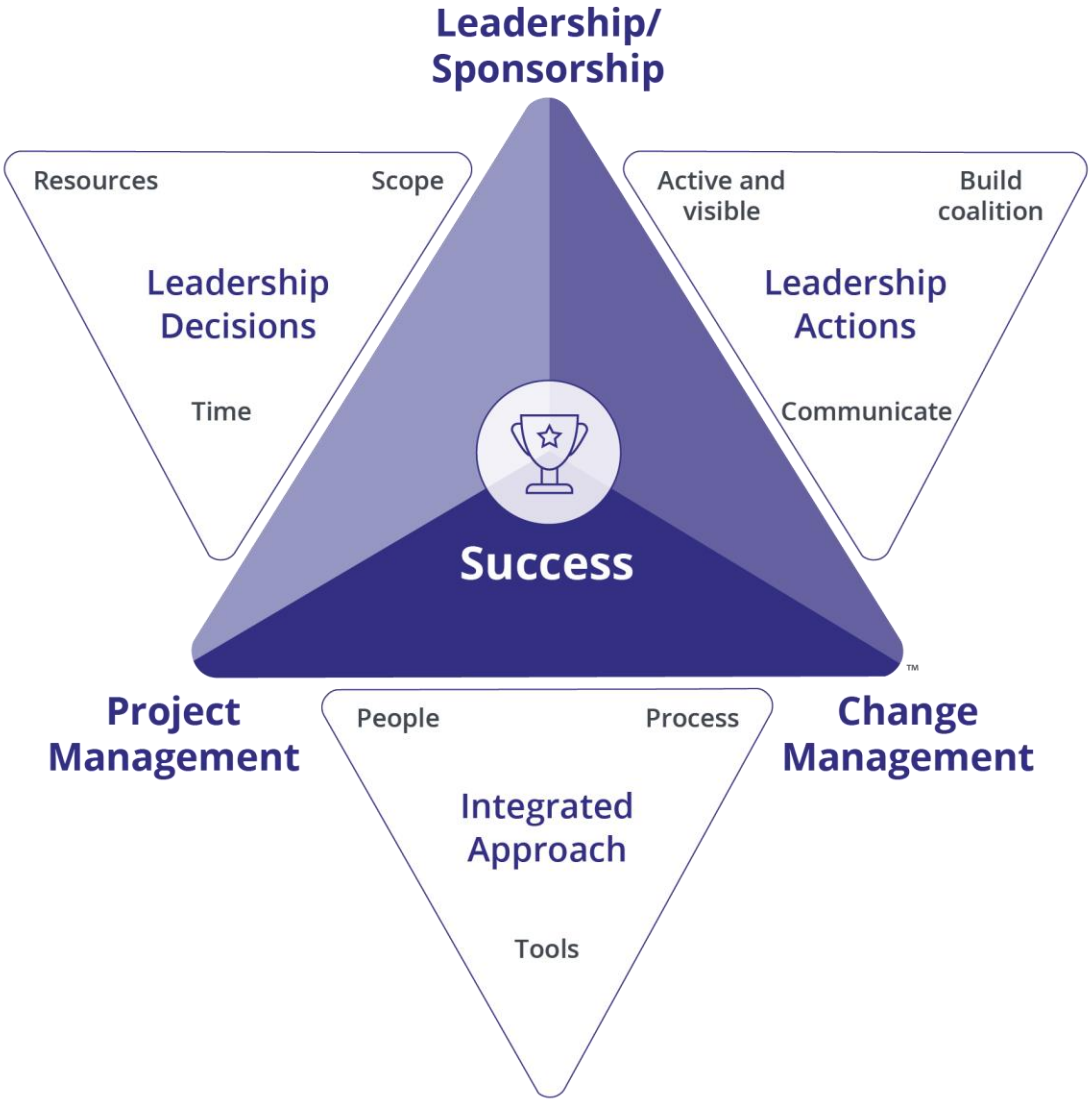 Leadership/
Sponsorship
Resources
Scope
Leadership
Decisions
Time
Active and
visible
Build
coalition
Leadership
Actions
Communicate
Success
™
Project
Management
Change
Management
People
Process
Integrated
Approach
Tools